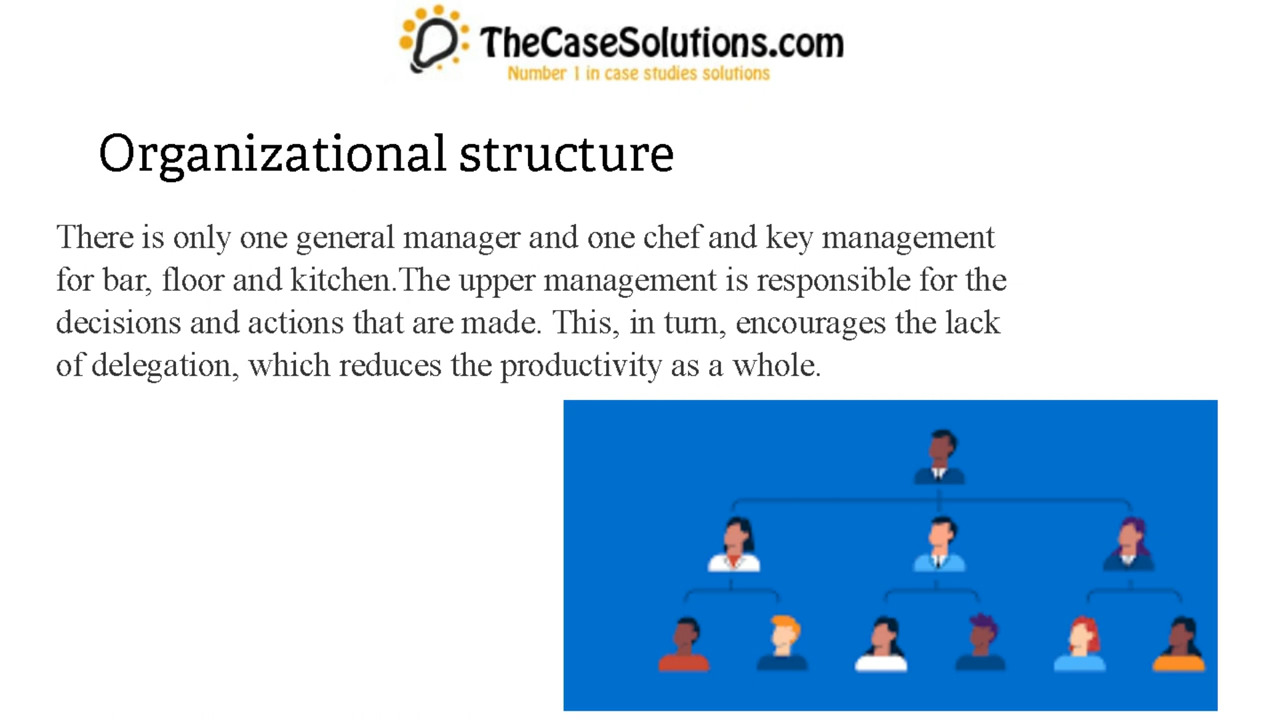 TheCaseSolutions.com
Number 1 in case studies solutions
Organizational structure
There is only one general manager and one chef and key management
for bar, floor and kitchen.The upper management is responsible for the
decisions and actions that are made. This, in turn, encourages the lack
of delegation, which reduces the productivity as a whole.